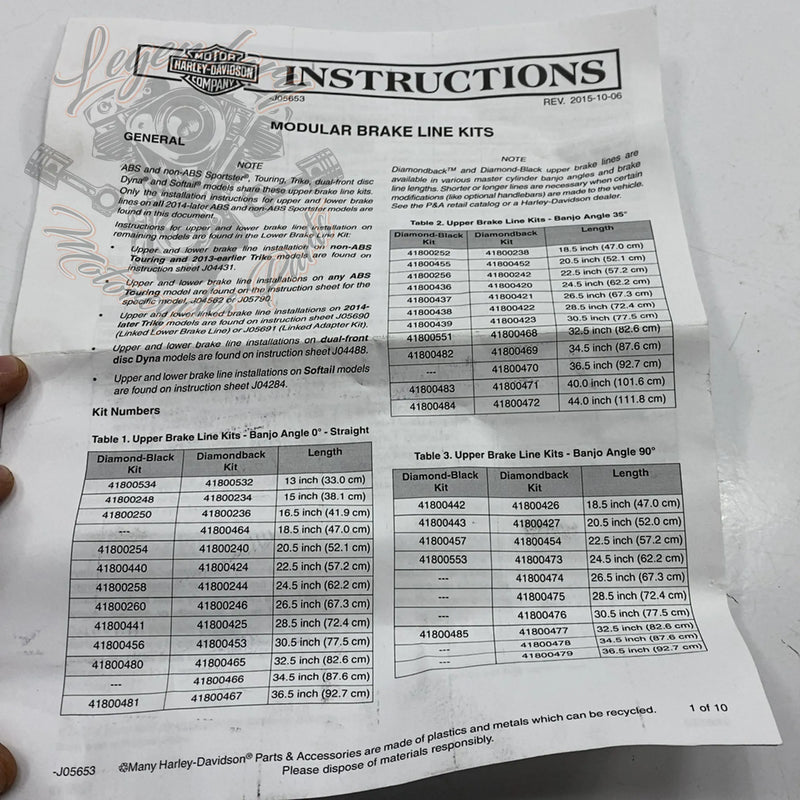 Legendary
Motorcycle Parts
MOTOR
HARLEY-DAVIDSON
COMPANY
INSTRUCTIONS
-J05653
REV. 2015-10-06
MODULAR BRAKE LINE KITS
GENERAL
NOTE
ABS and non-ABS Sportster®, Touring, Trike, dual-front disc
Dyna® and Softail® models share these upper brake line kits.
Only the installation instructions for upper and lower brake
lines on all 2014-later ABS and non-ABS Sportster models are
found in this document.
Instructions for upper and lower brake line installation on
remaining models are found in the Lower Brake Line Kit.
• Upper and lower brake line installation on non-ABS
Touring and 2013-earlier Trike models are found on
instruction sheet J04431.
• Upper and lower brake line installations on any ABS
Touring model are found on the instruction sheet for the
specific model, J04562 or J05790.
• Upper and lower linked brake line installations on 2014-
later Trike models are found on instruction sheet J05690
(Linked Lower Brake Line) or J05691 (Linked Adapter Kit).
• Upper and lower brake line installations on dual-front
disc Dyna models are found on instruction sheet J04488.
• Upper and lower brake line installations on Softail models
are found on instruction sheet J04284.
Kit Numbers
Table 1. Upper Brake Line Kits - Banjo Angle 0° - Straight
Diamond-Black Kit Diamondback Kit Length
41800534 41800532 13 inch (33.0 cm)
41800248 41800234 15 inch (38.1 cm)
41800250 41800236 16.5 inch (41.9 cm)
--- 41800464 18.5 inch (47.0 cm)
41800254 41800240 20.5 inch (52.1 cm)
41800440 41800424 22.5 inch (57.2 cm)
41800258 41800244 24.5 inch (62.2 cm)
41800260 41800246 26.5 inch (67.3 cm)
41800441 41800425 28.5 inch (72.4 cm)
41800456 41800453 30.5 inch (77.5 cm)
41800480 41800465 32.5 inch (82.6 cm)
--- 41800466 34.5 inch (87.6 cm)
41800481 41800467 36.5 inch (92.7 cm)
NOTE
Diamondback™ and Diamond-Black upper brake lines are
available in various master cylinder banjo angles and brake
line lengths. Shorter or longer lines are necessary when certain
modifications (like optional handlebars) are made to the vehicle.
See the P&A retail catalog or a Harley-Davidson dealer.
Table 2. Upper Brake Line Kits - Banjo Angle 35°
Diamond-Black Kit Diamondback Kit Length
41800252 41800238 18.5 inch (47.0 cm)
41800455 41800452 20.5 inch (52.1 cm)
41800256 41800242 22.5 inch (57.2 cm)
41800436 41800420 24.5 inch (62.2 cm)
41800437 41800421 26.5 inch (67.3 cm)
41800438 41800422 28.5 inch (72.4 cm)
41800439 41800423 30.5 inch (77.5 cm)
41800551 41800468 32.5 inch (82.6 cm)
41800482 41800469 34.5 inch (87.6 cm)
--- 41800470 36.5 inch (92.7 cm)
41800483 41800471 40.0 inch (101.6 cm)
41800484 41800472 44.0 inch (111.8 cm)
Table 3. Upper Brake Line Kits - Banjo Angle 90°
Diamond-Black Kit Diamondback Kit Length
41800442 41800426 18.5 inch (47.0 cm)
41800443 41800427 20.5 inch (52.0 cm)
41800457 41800454 22.5 inch (57.2 cm)
41800553 41800473 24.5 inch (62.2 cm)
--- 41800474 26.5 inch (67.3 cm)
--- 41800475 28.5 inch (72.4 cm)
--- 41800476 30.5 inch (77.5 cm)
41800485 41800477 32.5 inch (82.6 cm)
--- 41800478 34.5 inch (87.6 cm)
--- 41800479 36.5 inch (92.7 cm)
-J05653
Many Harley-Davidson® Parts & Accessories are made of plastics and metals which can be recycled.
Please dispose of materials responsibly.
1 of 10